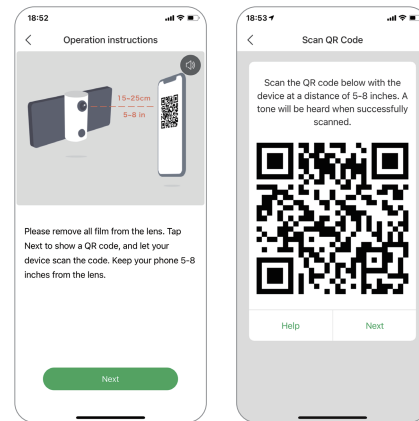 18:52
Operation instructions
15-25cm
5-8 in
Please remove all film from the lens. Tap
Next to show a QR code, and let your
device scan the code. Keep your phone 5-8
inches from the lens.
Next
18:53
Scan QR Code
Scan the QR code below with the
device at a distance of 5-8 inches. A
tone will be heard when successfully
scanned.
Help
Next